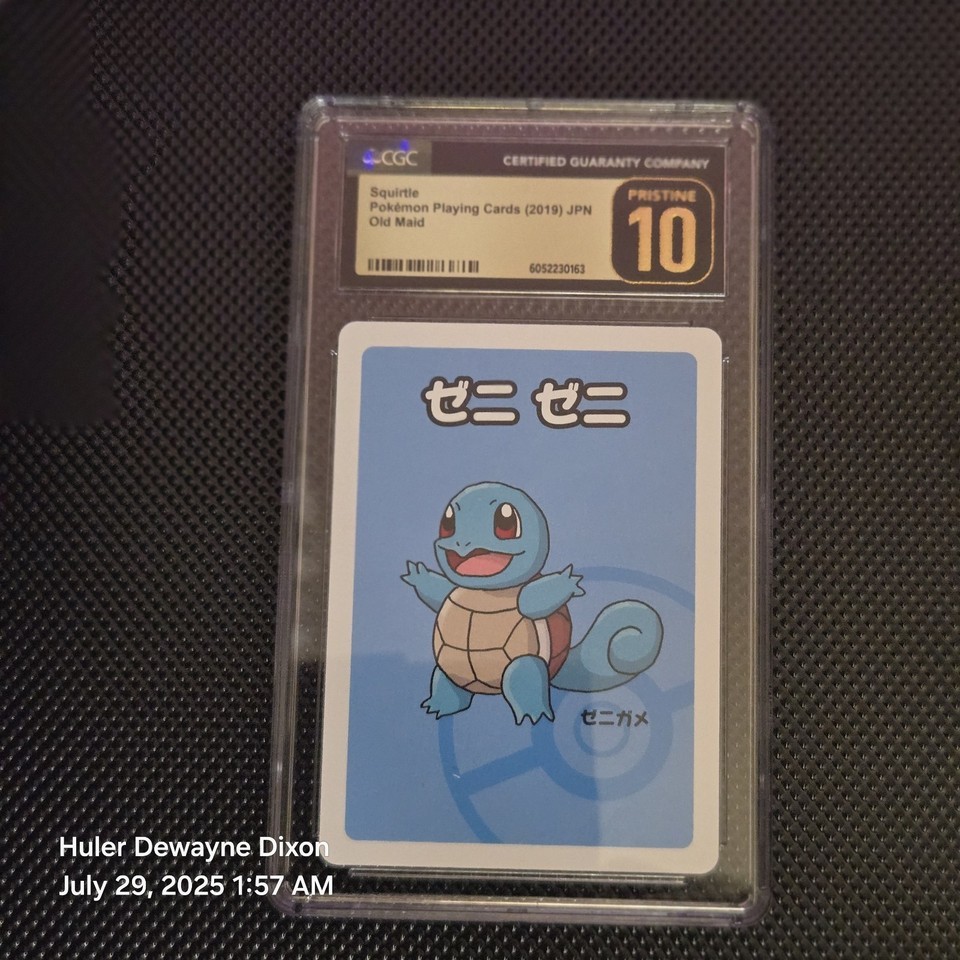 CGC
CERTIFIED GUARANTY COMPANY
Squirtle
Pokémon Playing Cards (2019) JPN
Old Maid
6052230163
PRISTINE
10
ゼニ ゼニ
ゼニガメ
Huler Dewayne Dixon
July 29, 2025 1:57 AM